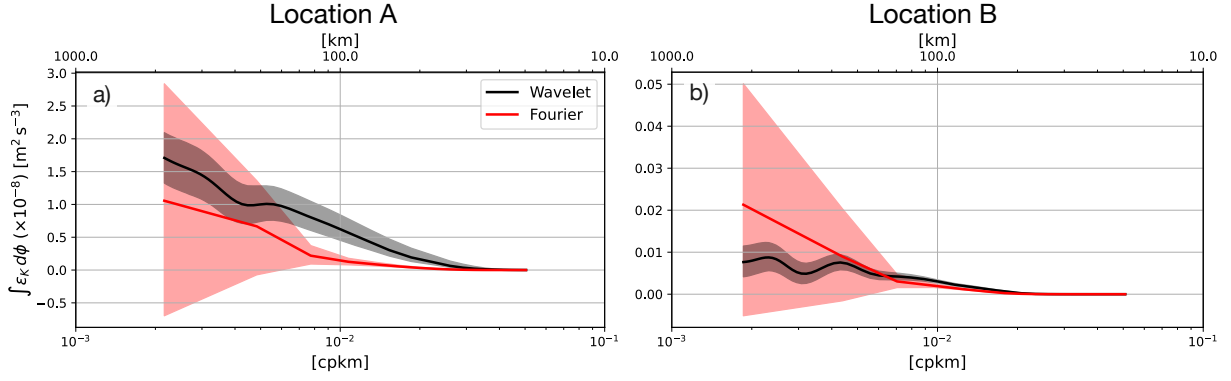 Location A
Location B
[km]
[km]
1000.0
100.0
10.0
1000.0
100.0
10.0
a)
b)
Wavelet
Fourier
3.0
2.5
2.0
1.5
1.0
0.5
0.0
−0.5
0.05
0.04
0.03
0.02
0.01
0.00
∫ ε_K dϕ (×10⁻⁸) [m² s⁻³]
10⁻³
10⁻²
10⁻¹
10⁻³
10⁻²
10⁻¹
[cpkm]
[cpkm]